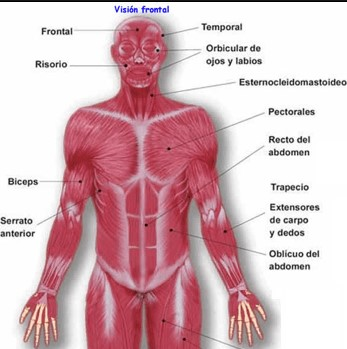 Visión frontal
Frontal
Temporal
Orbicular de
ojos y labios
Risorio
Esternocleidomastoideo
Pectorales
Recto del
abdomen
Biceps
Trapecio
Serrato
anterior
Extensores
de carpo
y dedos
Oblicuo del
abdomen